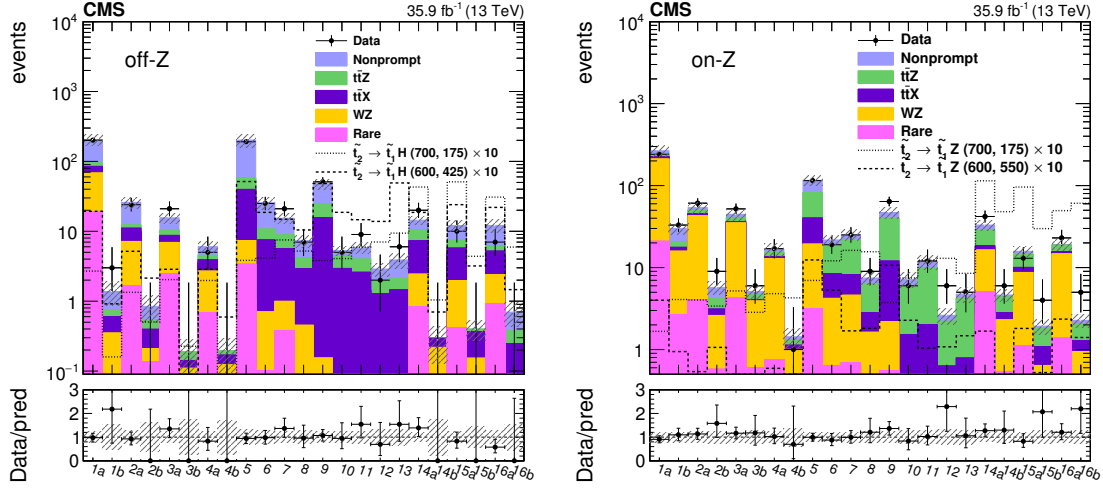 CMS
35.9 fb⁻¹ (13 TeV)
events
off-Z
10⁴
10³
10²
10
1
10⁻¹
Data
Nonprompt
tt̄Z
tt̄X
WZ
Rare
t̃₂ → t̃₁ H (700, 175) × 10
t̃₂ → t̃₁ H (600, 425) × 10
Data/pred
3
2
1
0
1a 1b 2a 2b 3a 3b 4a 4b 5 6 7 8 9 10 11 12 13 14a 14b 15a 15b 16a 16b
CMS
35.9 fb⁻¹ (13 TeV)
events
on-Z
10⁴
10³
10²
10
1
Data
Nonprompt
tt̄Z
tt̄X
WZ
Rare
t̃₂ → t̃₁ Z (700, 175) × 10
t̃₂ → t̃₁ Z (600, 550) × 10
Data/pred
3
2
1
0
1a 1b 2a 2b 3a 3b 4a 4b 5 6 7 8 9 10 11 12 13 14a 14b 15a 15b 16a 16b